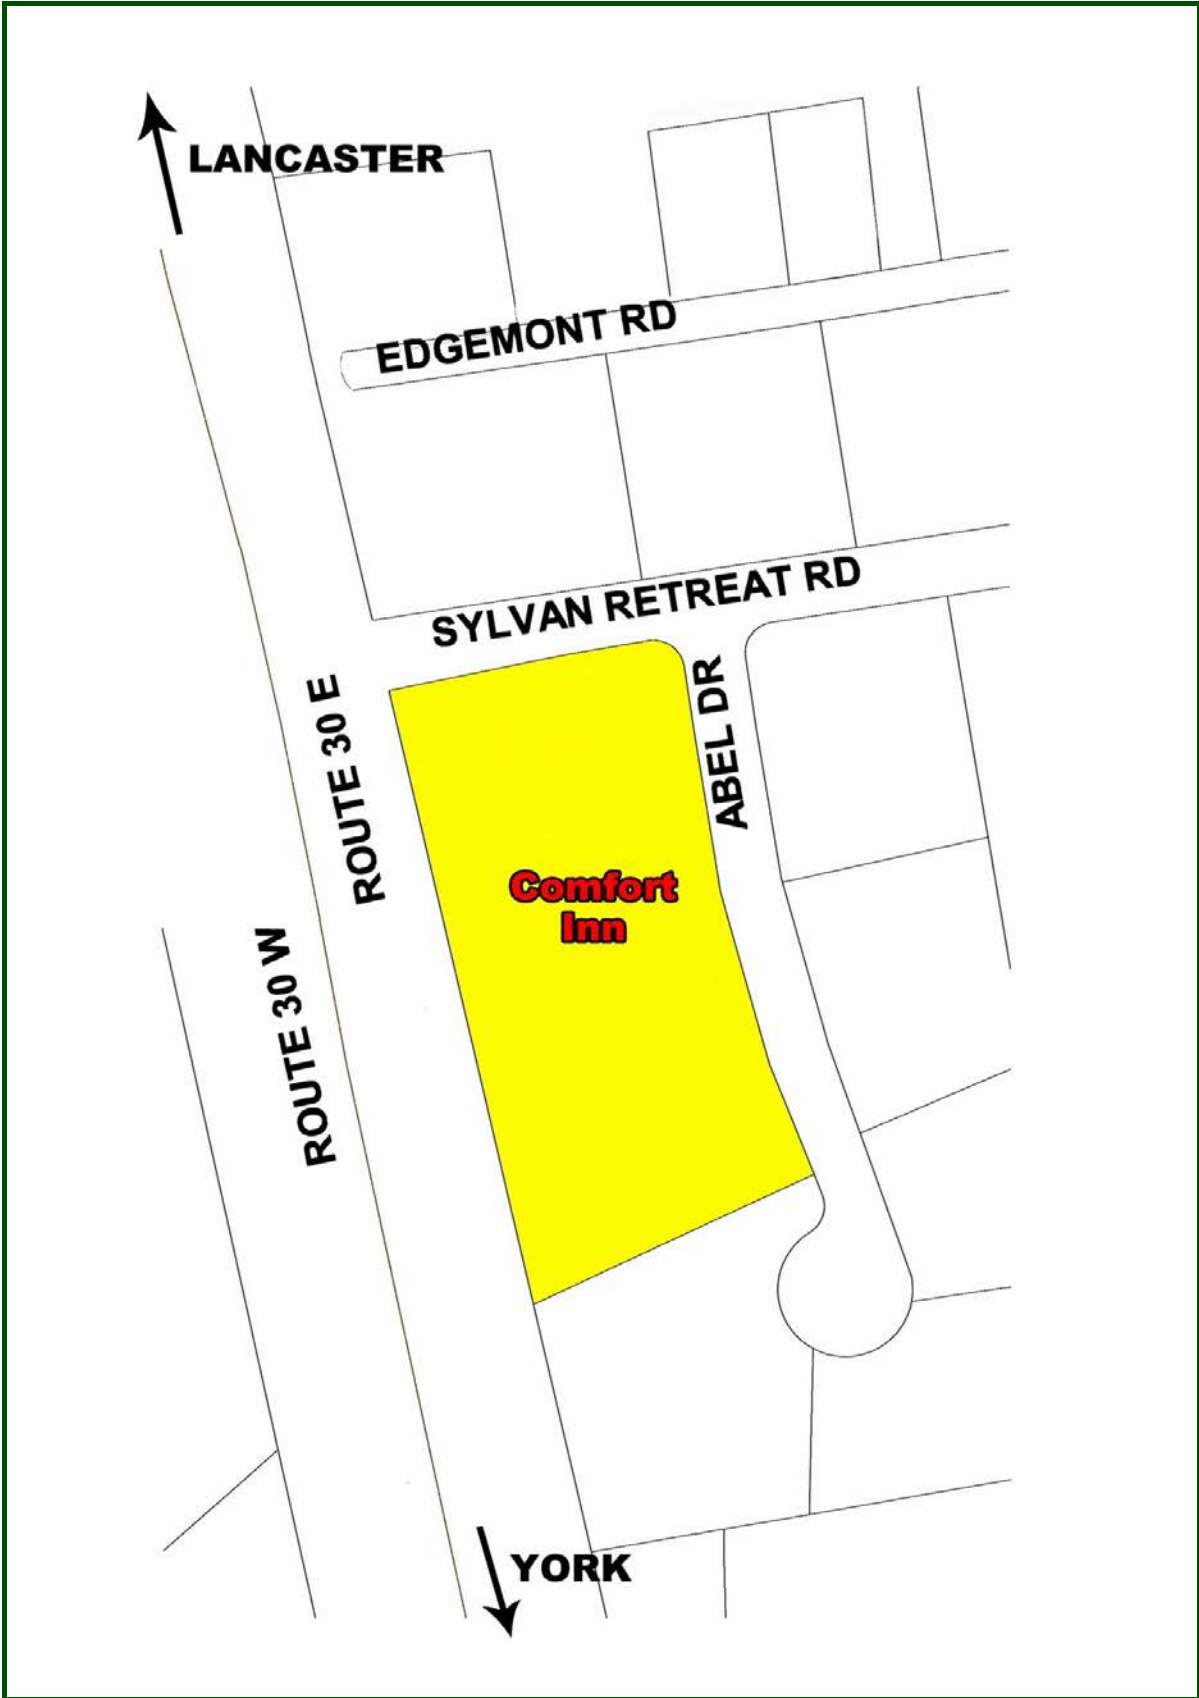 LANCASTER
EDGEMONT RD
SYLVAN RETREAT RD
ROUTE 30 E
ABEL DR
Comfort
Inn
ROUTE 30 W
YORK